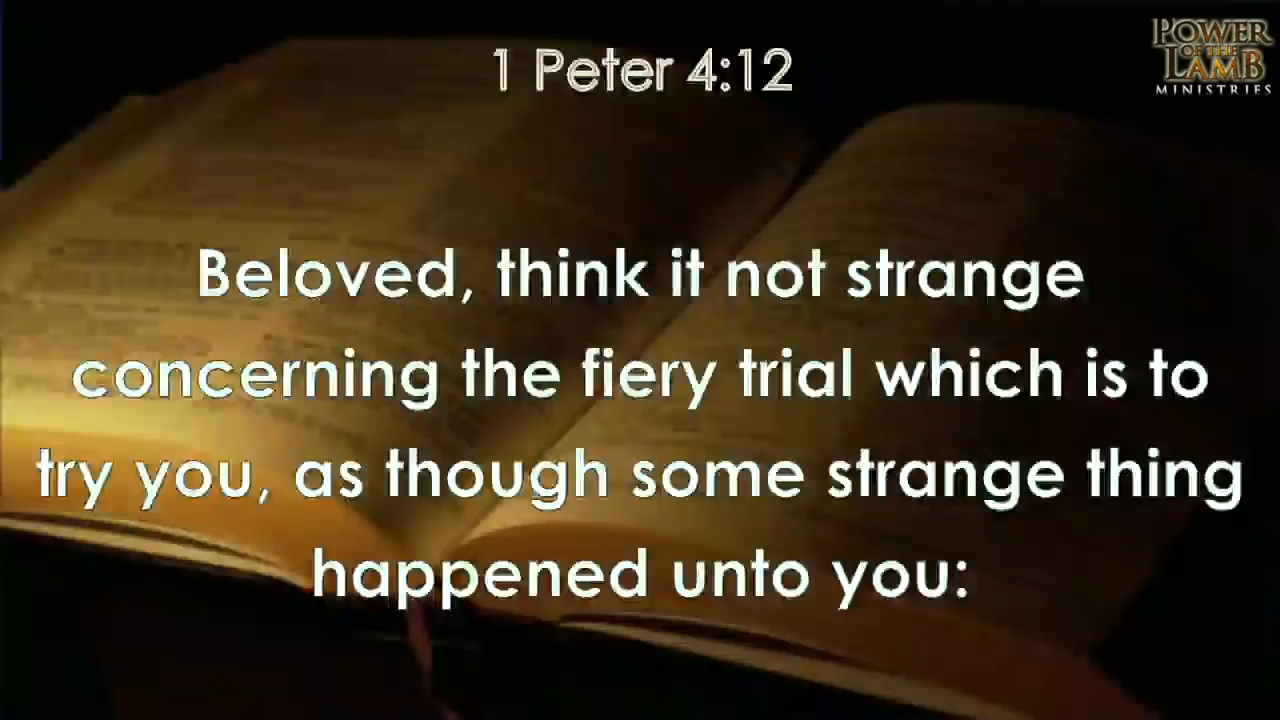 1 Peter 4:12
POWER
OF THE
LAMB
MINISTRIES
Beloved, think it not strange
concerning the fiery trial which is to
try you, as though some strange thing
happened unto you: